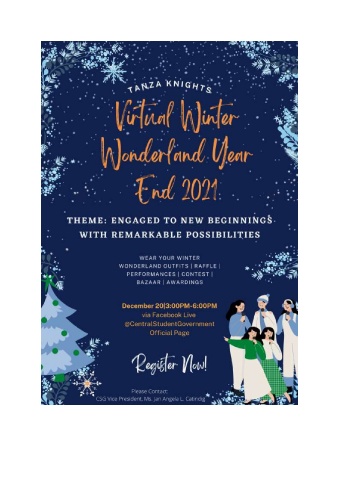 TANZA KNIGHTS
Virtual Winter
Wonderland Year
End 2021
THEME: ENGAGED TO NEW BEGINNINGS
WITH REMARKABLE POSSIBILITIES
WEAR YOUR WINTER
WONDERLAND OUTFITS | RAFFLE |
PERFORMANCES | CONTEST |
BAZAAR | AWARDINGS
December 20|3:00PM-6:00PM
via Facebook Live
@CentralStudentGovernment
Official Page
Register Now!
Please Contact:
CSG Vice President, Ms. Jan Angela L. Catindig